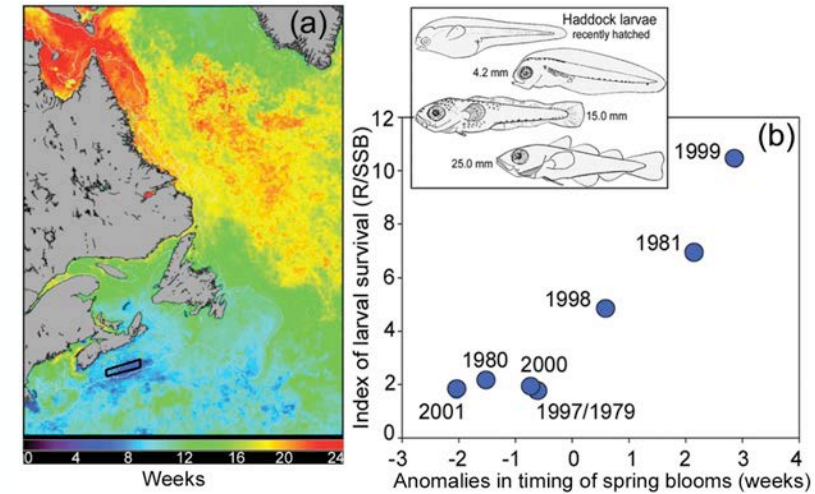 (a)
0 4 8 12 16 20 24
Weeks
Haddock larvae
recently hatched
4.2 mm
15.0 mm
25.0 mm
(b)
Index of larval survival (R/SSB)
12
10
8
6
4
2
0
1999
1981
1998
1980
2000
2001
1997/1979
-3 -2 -1 0 1 2 3 4
Anomalies in timing of spring blooms (weeks)